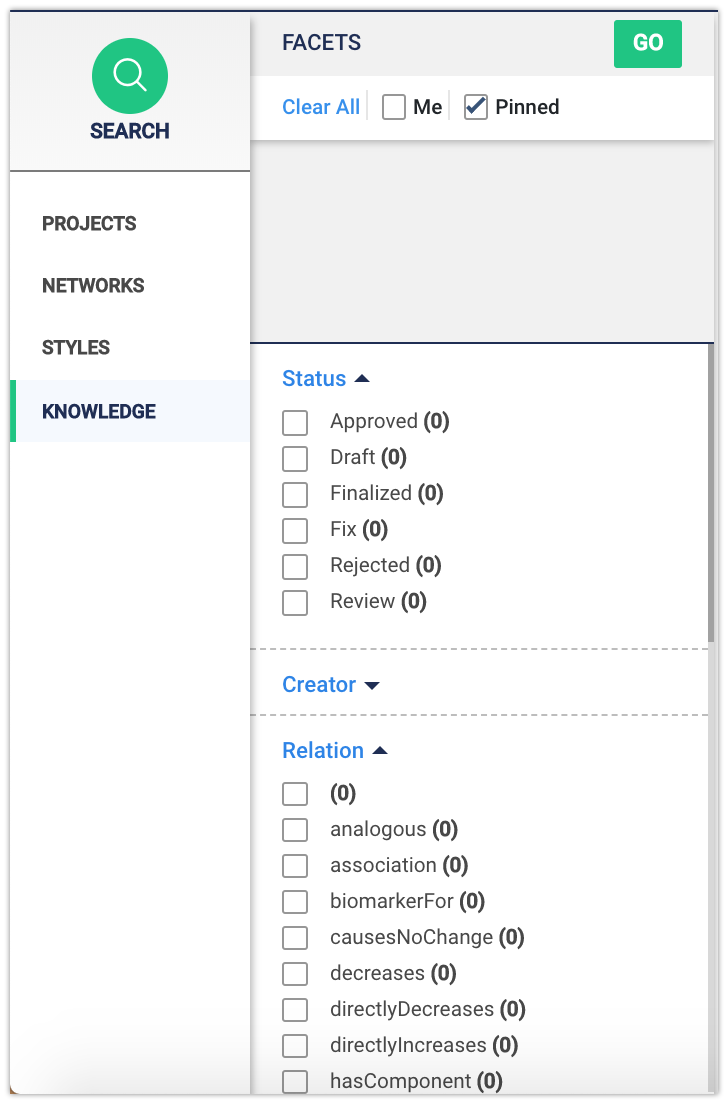 SEARCH
PROJECTS
NETWORKS
STYLES
KNOWLEDGE
FACETS
GO
Clear All Me Pinned
Status
Approved (0)
Draft (0)
Finalized (0)
Fix (0)
Rejected (0)
Review (0)
Creator
Relation
(0)
analogous (0)
association (0)
biomarkerFor (0)
causesNoChange (0)
decreases (0)
directlyDecreases (0)
directlyIncreases (0)
hasComponent (0)